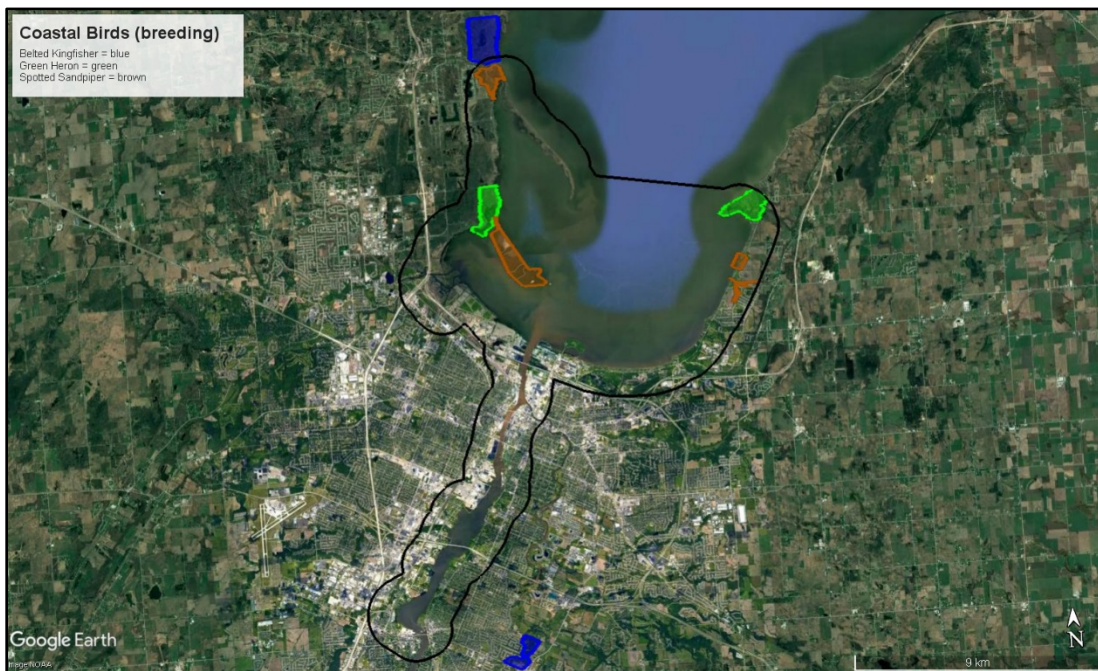 Coastal Birds (breeding)
Belted Kingfisher = blue
Green Heron = green
Spotted Sandpiper = brown
Google Earth
Image NOAA
N
9 km